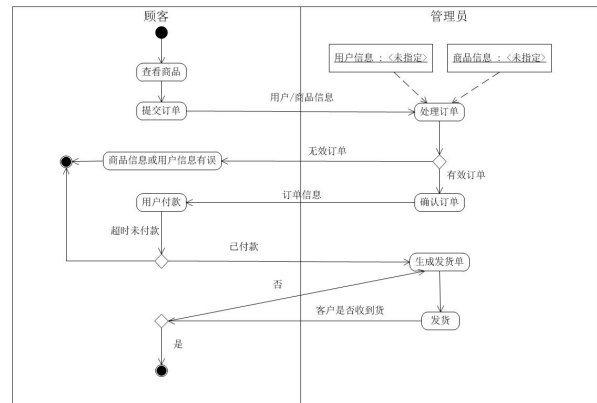 顾客
管理员
用户信息 : <未指定>
商品信息 : <未指定>
查看商品
提交订单
用户/商品信息
处理订单
无效订单
商品信息或用户信息有误
有效订单
订单信息
用户付款
确认订单
超时未付款
已付款
生成发货单
否
客户是否收到货
发货
是